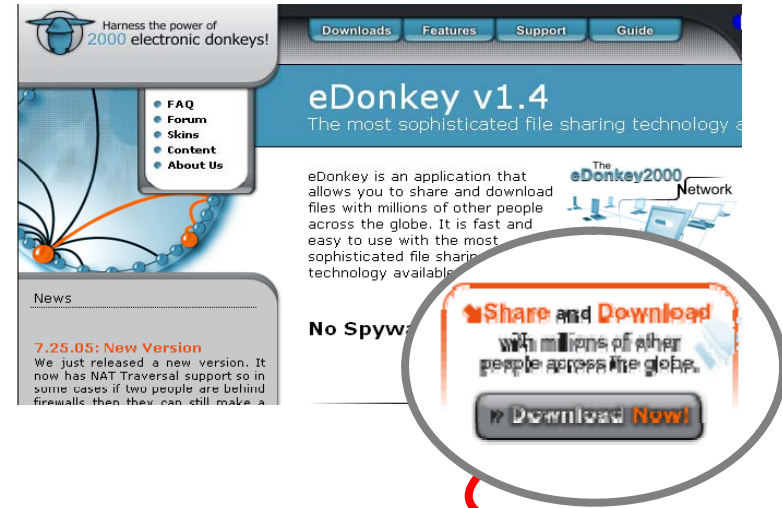 Harness the power of
2000 electronic donkeys!
Downloads
Features
Support
Guide
FAQ
Forum
Skins
Content
About Us
eDonkey v1.4
The most sophisticated file sharing technology
eDonkey is an application that
allows you to share and download
files with millions of other people
across the globe. It is fast and
easy to use with the most
sophisticated file sharing
technology available
The
eDonkey2000
Network
No Spywa
News
7.25.05: New Version
We just released a new version. It
now has NAT Traversal support so in
some cases if two people are behind
firewalls then they can still make a
Share and Download
with millions of other
people across the globe.
» Download Now!